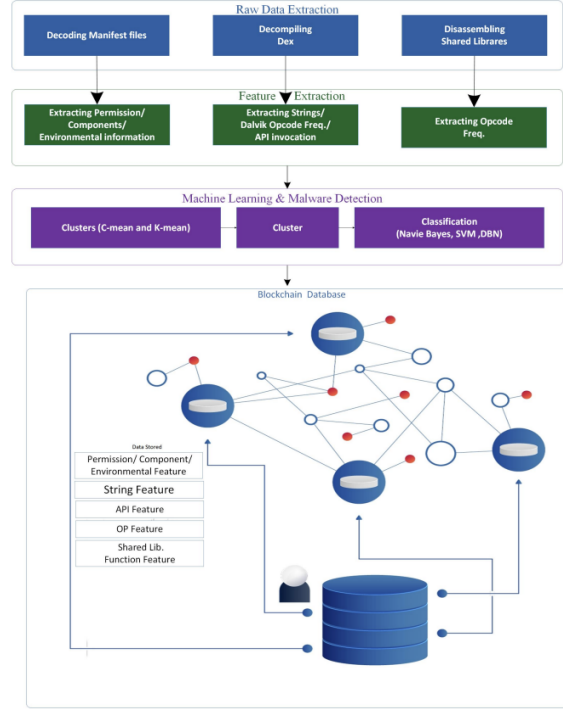 Raw Data Extraction
Decoding Manifest files
Decompiling
Dex
Disassembling
Shared Librares
Feature Extraction
Extracting Permission/
Components/
Environmental information
Extracting Strings/
Dalvik Opcode Freq./
API invocation
Extracting Opcode
Freq.
Machine Learning & Malware Detection
Clusters (C-mean and K-mean)
Cluster
Classification
(Navie Bayes, SVM ,DBN)
Blockchain Database
Data Stored
Permission/ Component/
Environmental Feature
String Feature
API Feature
OP Feature
Shared Lib.
Function Feature